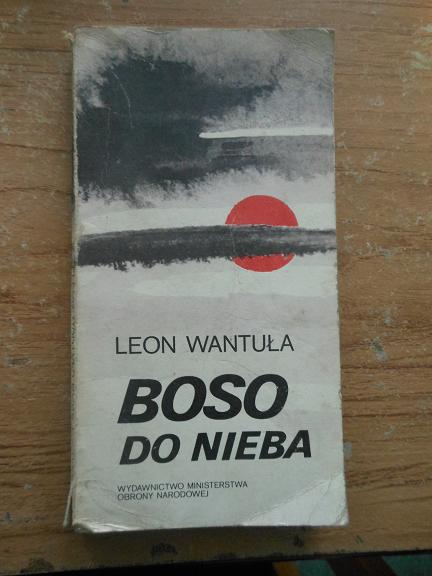 LEON WANTUŁA
BOSO
DO NIEBA
WYDAWNICTWO MINISTERSTWA
OBRONY NARODOWEJ